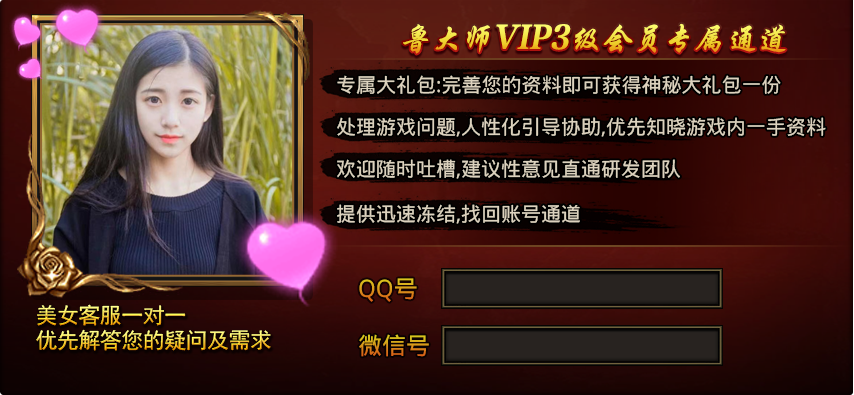 鲁大师VIP3级会员专属通道
专属大礼包:完善您的资料即可获得神秘大礼包一份
处理游戏问题,人性化引导协助,优先知晓游戏内一手资料
欢迎随时吐槽,建议性意见直通研发团队
提供迅速冻结,找回账号通道
QQ号
微信号
美女客服一对一
优先解答您的疑问及需求